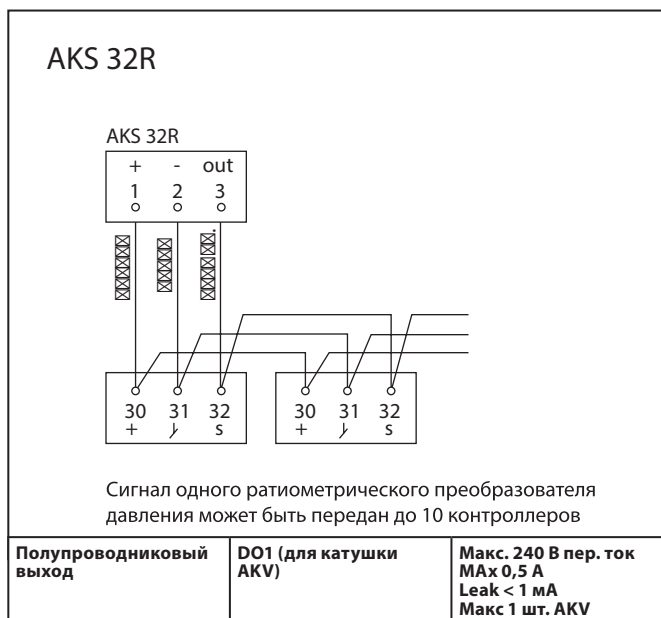 AKS 32R
AKS 32R
+ - out
1 2 3
30 31 32 30 31 32
+ s + s
Сигнал одного ратиометрического преобразователя
давления может быть передан до 10 контроллеров
Полупроводниковый DO1 (для катушки Макс. 240 В пер. ток
выход AKV) MAx 0,5 A
Leak < 1 мА
Макс 1 шт. AKV